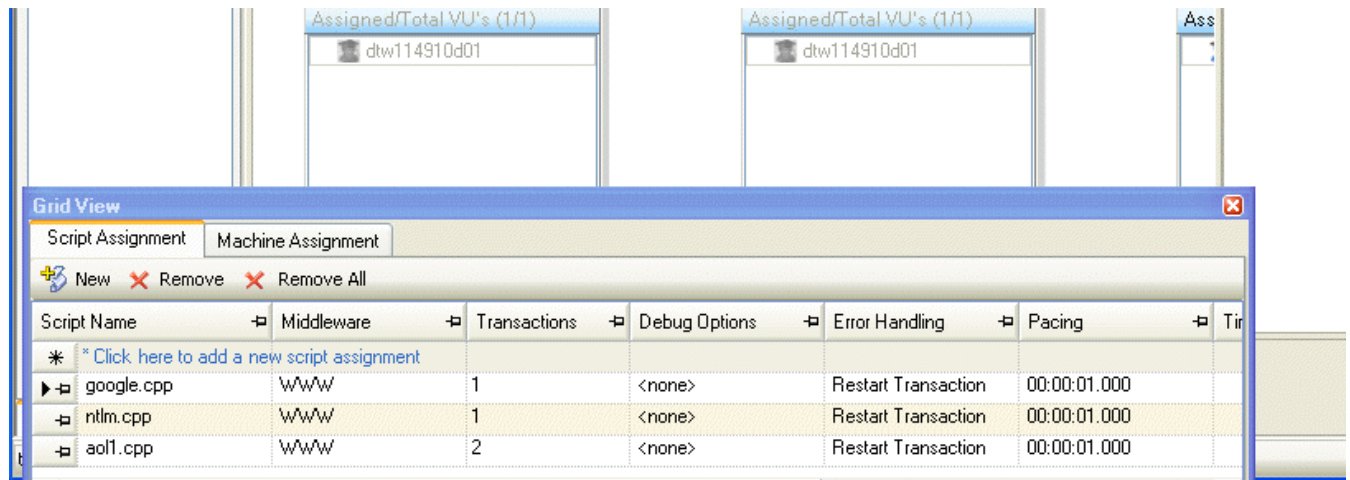 Assigned/Total VU's (1/1) Assigned/Total VU's (1/1) Ass
dtw114910d01 dtw114910d01
Grid View
Script Assignment Machine Assignment
New Remove Remove All
Script Name Middleware Transactions Debug Options Error Handling Pacing Tir
* Click here to add a new script assignment
google.cpp WWW 1 <none> Restart Transaction 00:00:01.000
ntlm.cpp WWW 1 <none> Restart Transaction 00:00:01.000
aol1.cpp WWW 2 <none> Restart Transaction 00:00:01.000